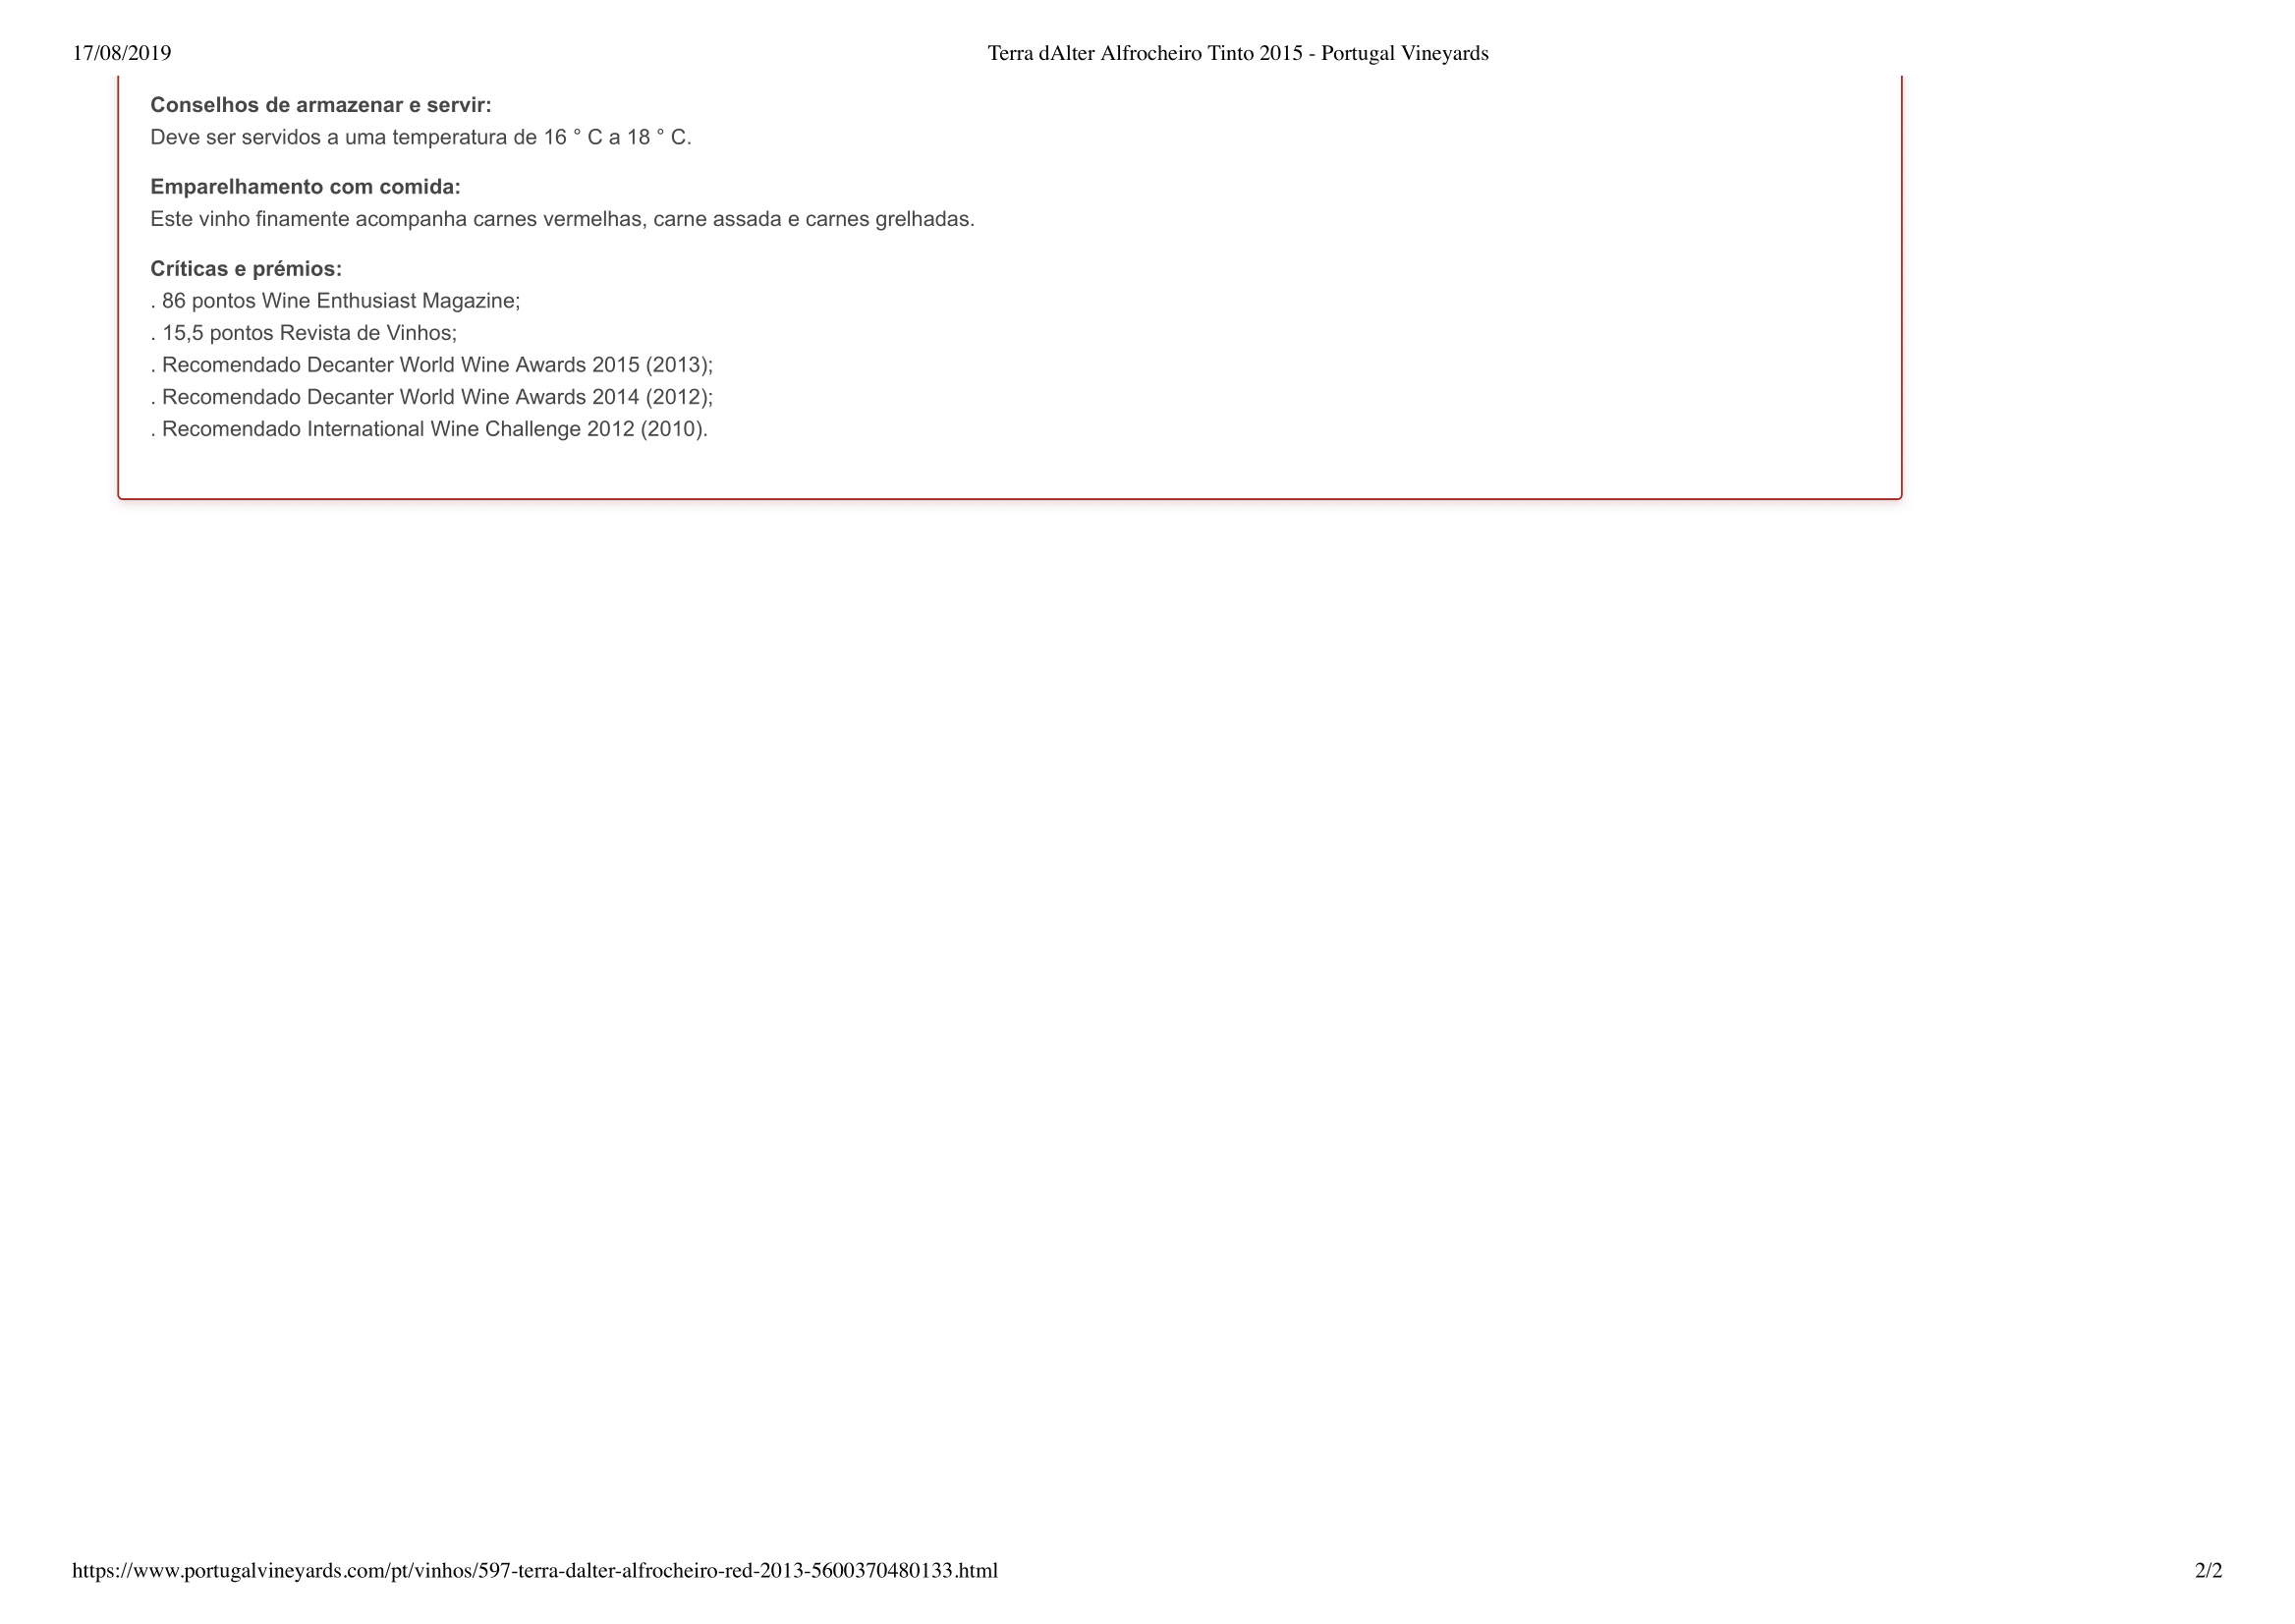 17/08/2019
Terra dAlter Alfrocheiro Tinto 2015 - Portugal Vineyards
Conselhos de armazenar e servir:
Deve ser servidos a uma temperatura de 16 ° C a 18 ° C.
Emparelhamento com comida:
Este vinho finamente acompanha carnes vermelhas, carne assada e carnes grelhadas.
Críticas e prémios:
. 86 pontos Wine Enthusiast Magazine;
. 15,5 pontos Revista de Vinhos;
. Recomendado Decanter World Wine Awards 2015 (2013);
. Recomendado Decanter World Wine Awards 2014 (2012);
. Recomendado International Wine Challenge 2012 (2010).
https://www.portugalvineyards.com/pt/vinhos/597-terra-dalter-alfrocheiro-red-2013-5600370480133.html
2/2